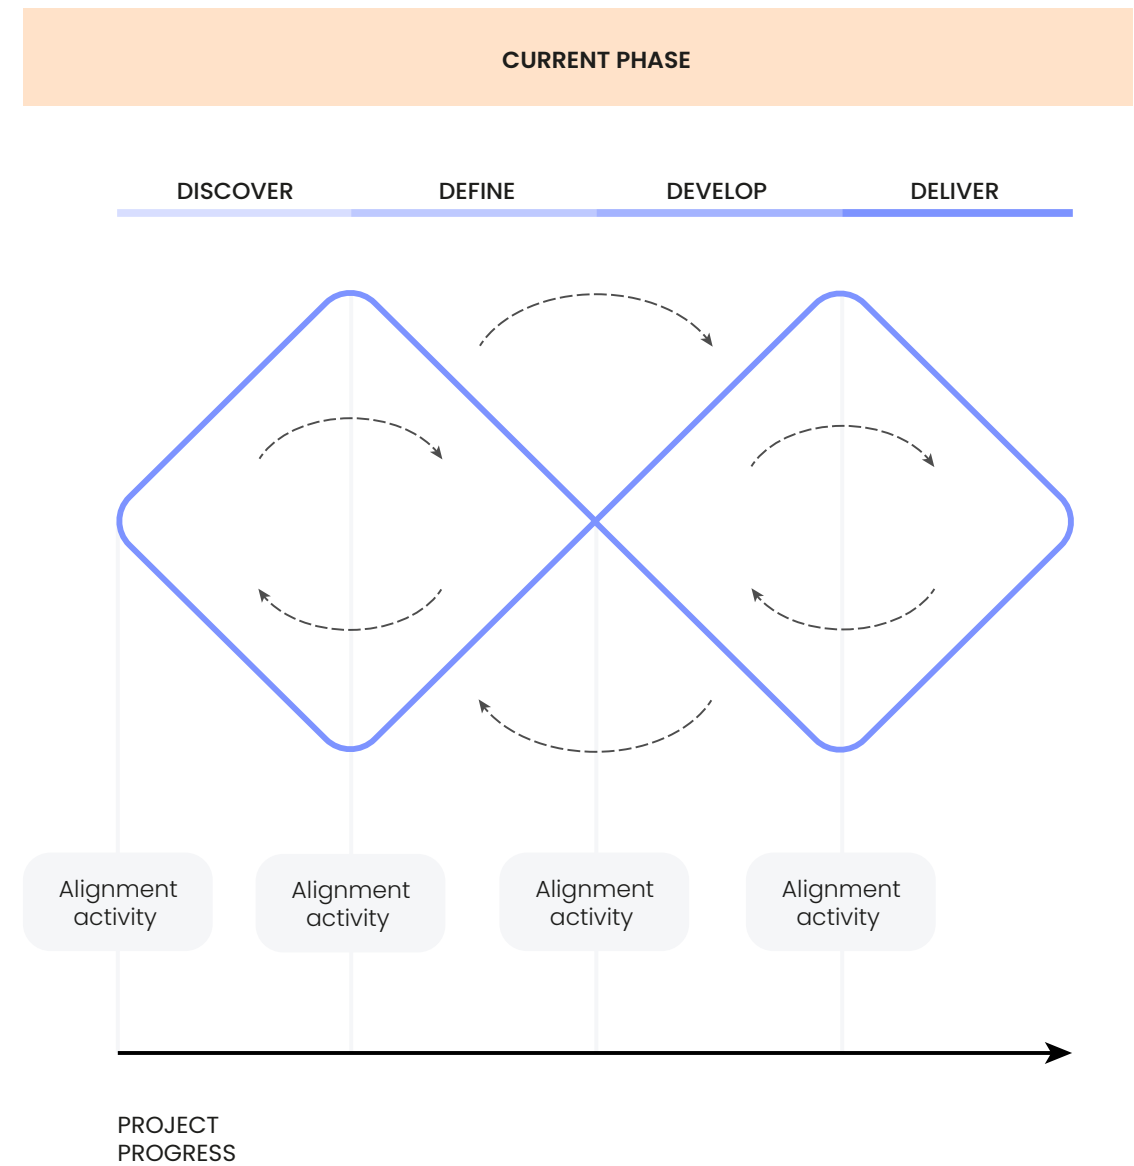 CURRENT PHASE
DISCOVER
DEFINE
DEVELOP
DELIVER
Alignment
activity
Alignment
activity
Alignment
activity
Alignment
activity
PROJECT
PROGRESS